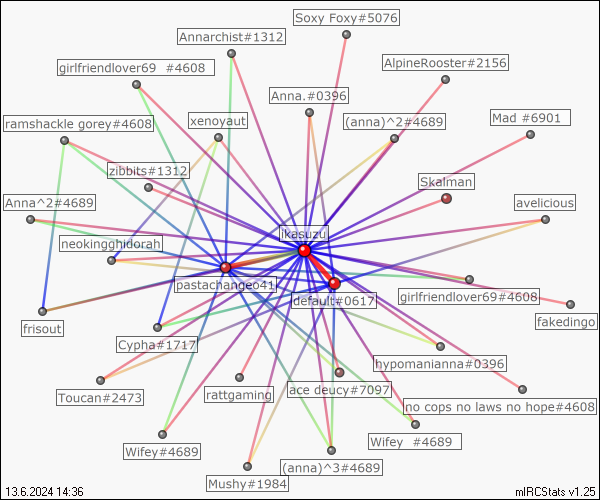 Soxy Foxy#5076
Annarchist#1312
AlpineRooster#2156
girlfriendlover69 #4608
Anna.#0396
Mad #6901
ramshackle gorey#4608
xenoyaut
(anna)^2#4689
zibbits#1312
Skalman
Anna^2#4689
avelicious
ikasuzu
neokingghidorah
pastachangeo41
default#0617
girlfriendlover69#4608
frisout
fakedingo
Cypha#1717
hypomanianna#0396
Toucan#2473
rattgaming
ace deucy#7097
no cops no laws no hope#4608
Wifey#4689
Wifey #4689
(anna)^3#4689
Mushy#1984
13.6.2024 14:36
mIRCStats v1.25